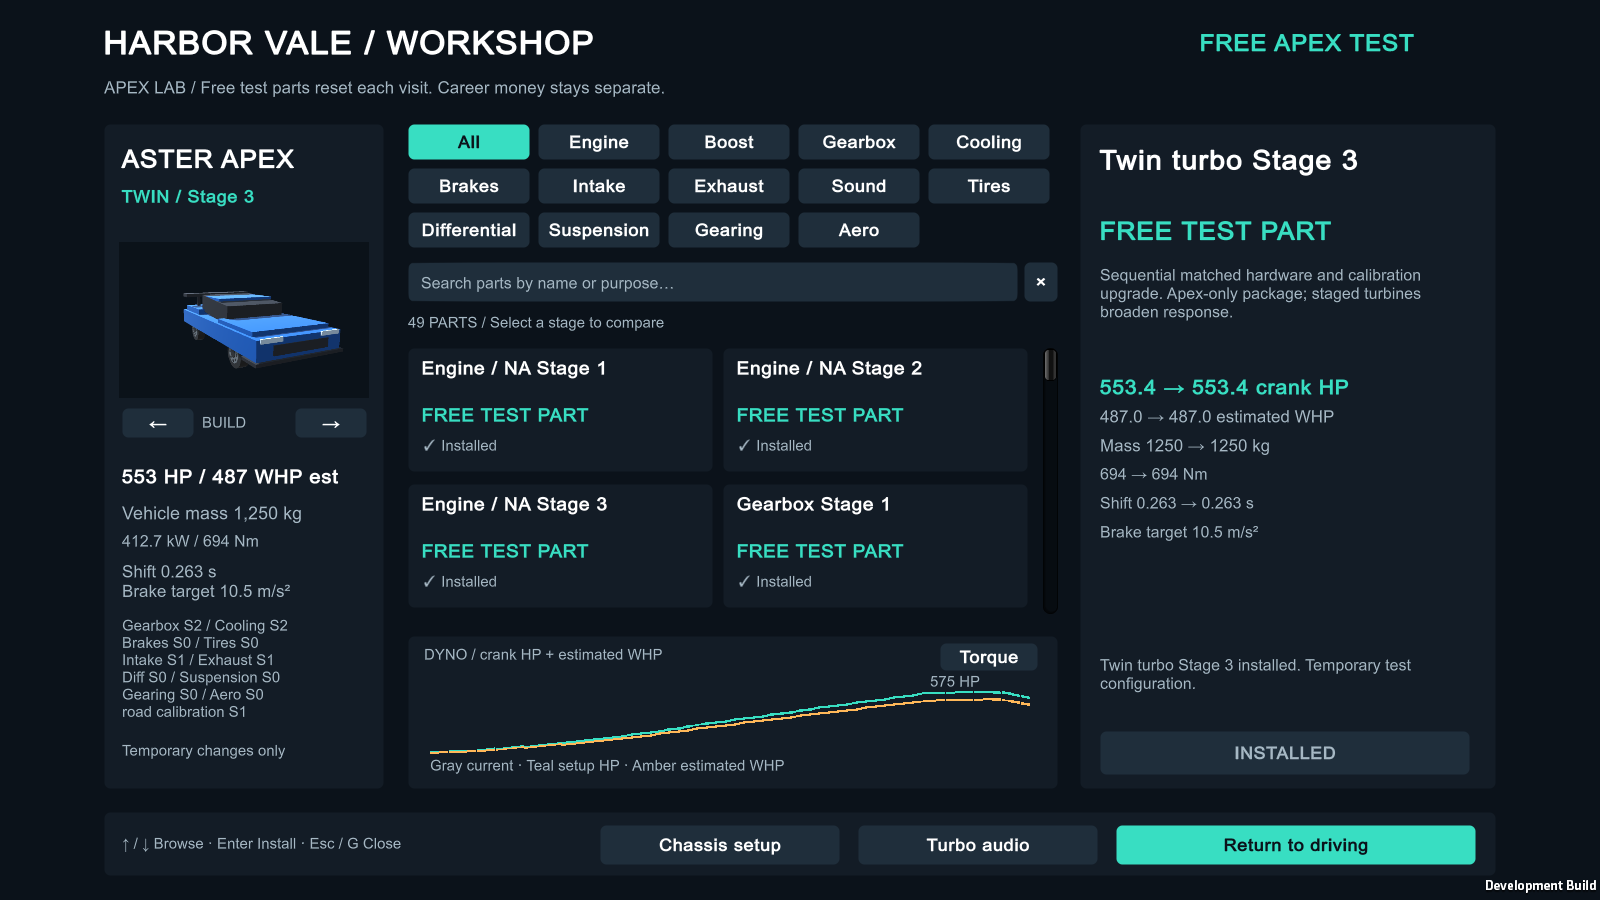 HARBOR VALE / WORKSHOP
FREE APEX TEST
APEX LAB / Free test parts reset each visit. Career money stays separate.
ASTER APEX
TWIN / Stage 3
← BUILD →
553 HP / 487 WHP est
Vehicle mass 1,250 kg
412.7 kW / 694 Nm
Shift 0.263 s
Brake target 10.5 m/s²
Gearbox S2 / Cooling S2
Brakes S0 / Tires S0
Intake S1 / Exhaust S1
Diff S0 / Suspension S0
Gearing S0 / Aero S0
road calibration S1
Temporary changes only
All Engine Boost Gearbox Cooling
Brakes Intake Exhaust Sound Tires
Differential Suspension Gearing Aero
Search parts by name or purpose…
×
49 PARTS / Select a stage to compare
Engine / NA Stage 1
FREE TEST PART
✓ Installed
Engine / NA Stage 2
FREE TEST PART
✓ Installed
Engine / NA Stage 3
FREE TEST PART
✓ Installed
Gearbox Stage 1
FREE TEST PART
✓ Installed
DYNO / crank HP + estimated WHP
Torque
575 HP
Gray current · Teal setup HP · Amber estimated WHP
Twin turbo Stage 3
FREE TEST PART
Sequential matched hardware and calibration
upgrade. Apex-only package; staged turbines
broaden response.
553.4 → 553.4 crank HP
487.0 → 487.0 estimated WHP
Mass 1250 → 1250 kg
694 → 694 Nm
Shift 0.263 → 0.263 s
Brake target 10.5 m/s²
Twin turbo Stage 3 installed. Temporary test
configuration.
INSTALLED
↑ / ↓ Browse · Enter Install · Esc / G Close
Chassis setup
Turbo audio
Return to driving
Development Build